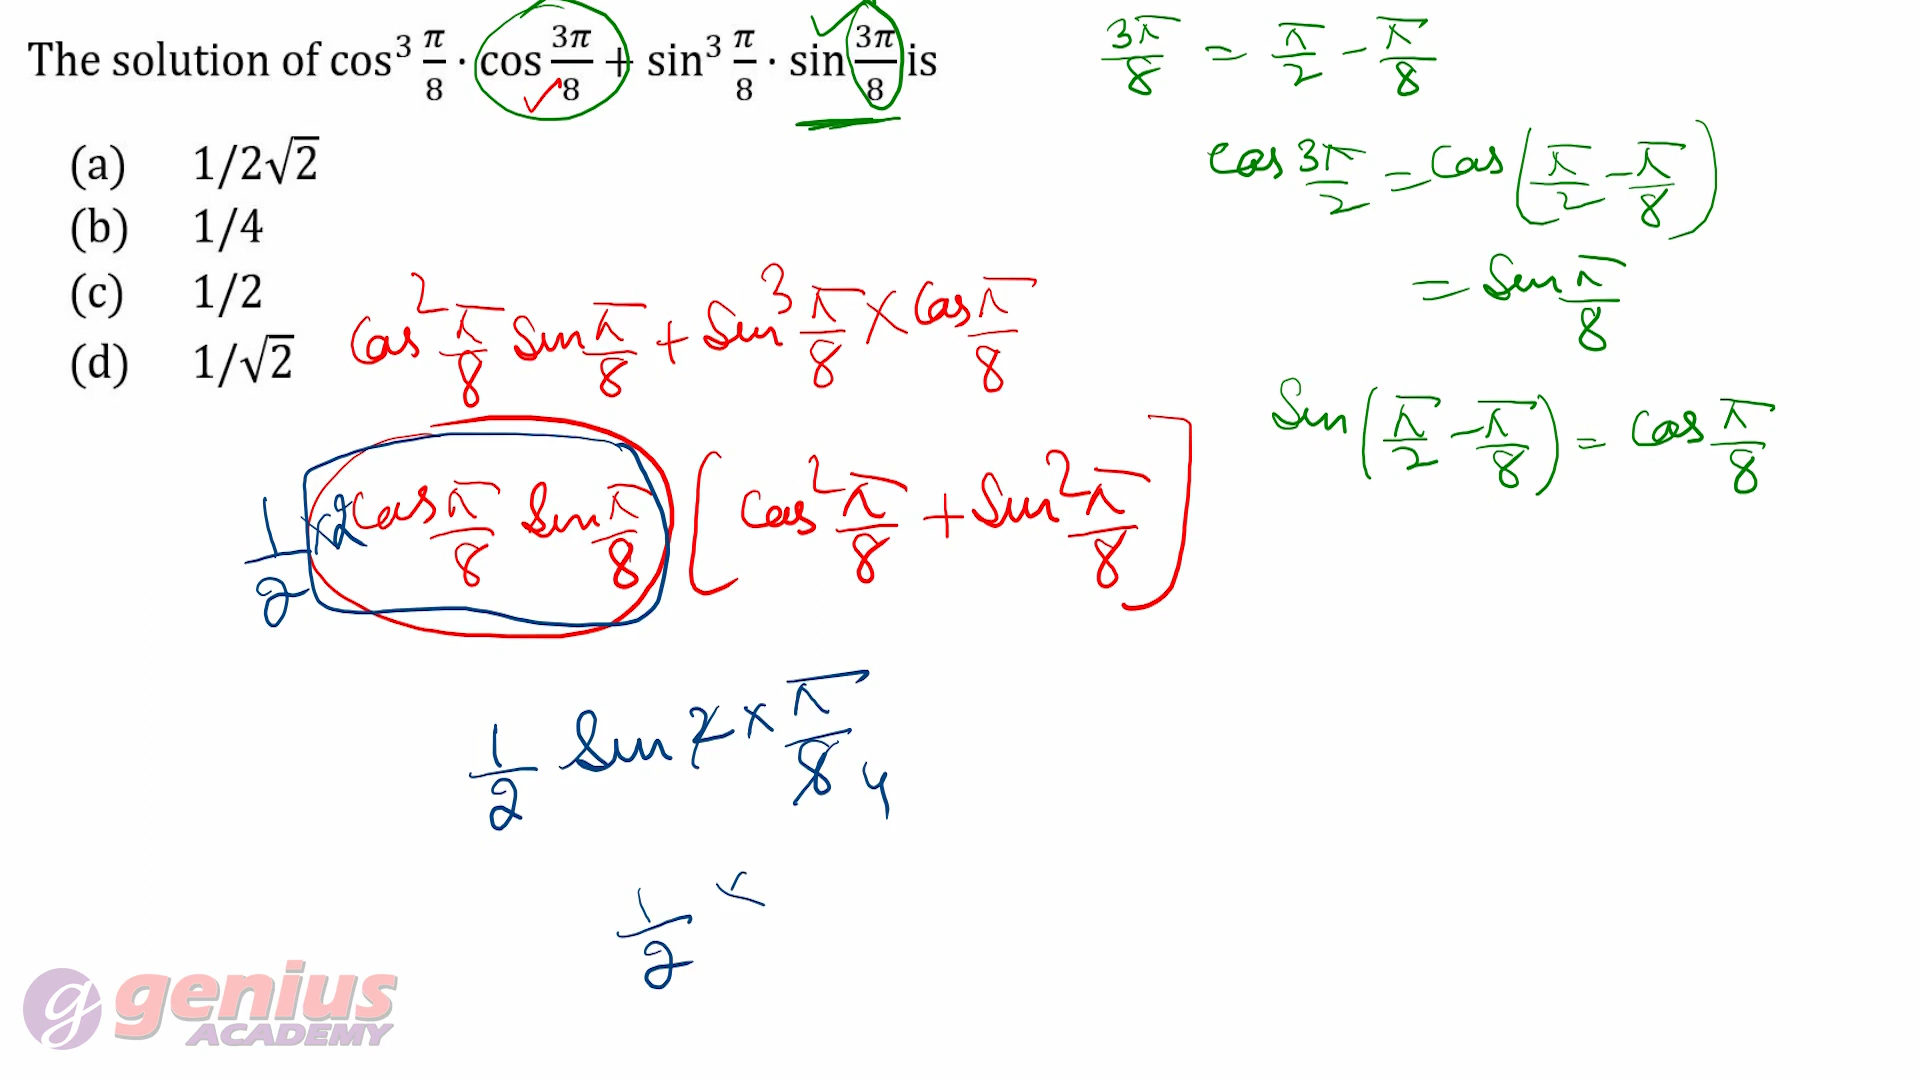 The solution of cos³ π/8 · cos 3π/8 + sin³ π/8 · sin 3π/8 is
(a) 1/2√2
(b) 1/4
(c) 1/2
(d) 1/√2
3π/8 = π/2 - π/8
cos 3π/2 = cos (π/2 - π/8)
= Sin π/8
Sin (π/2 - π/8) = cos π/8
cos² π/8 Sin π/8 + Sin³ π/8 × cos π/8
1/2 ×2 cos π/8 Sin π/8 [cos² π/8 + Sin² π/8]
1/2 Sin 2 × π/8 4
1/2 ×
genius
ACADEMY